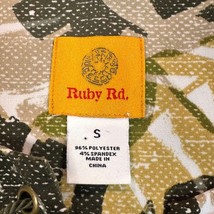 Ruby Rd.
S
96% POLYESTER
4% SPANDEX
MADE IN
CHINA